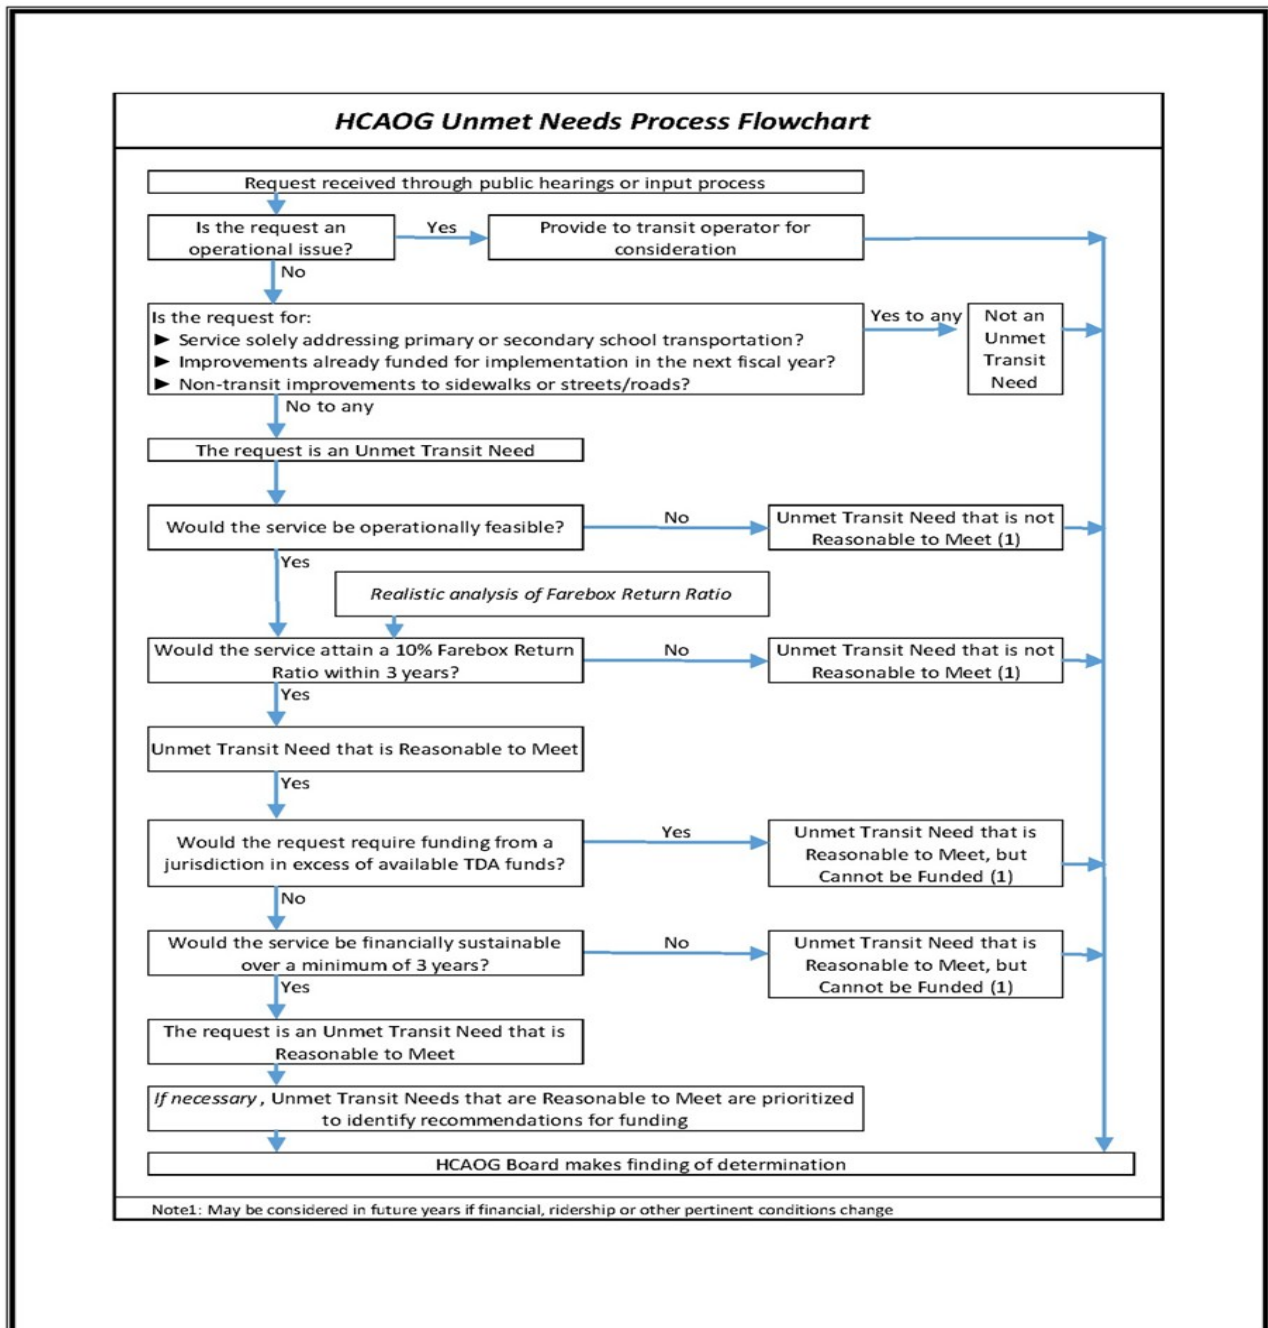 HCAOG Unmet Needs Process Flowchart
Request received through public hearings or input process
Is the request an
operational issue?
Yes
Provide to transit operator for
consideration
No
Is the request for:
► Service solely addressing primary or secondary school transportation?
► Improvements already funded for implementation in the next fiscal year?
► Non-transit improvements to sidewalks or streets/roads?
Yes to any
Not an
Unmet
Transit
Need
No to any
The request is an Unmet Transit Need
Would the service be operationally feasible?
No
Unmet Transit Need that is not
Reasonable to Meet (1)
Yes
Realistic analysis of Farebox Return Ratio
Would the service attain a 10% Farebox Return
Ratio within 3 years?
No
Unmet Transit Need that is not
Reasonable to Meet (1)
Yes
Unmet Transit Need that is Reasonable to Meet
Yes
Would the request require funding from a
jurisdiction in excess of available TDA funds?
Yes
Unmet Transit Need that is
Reasonable to Meet, but
Cannot be Funded (1)
No
Would the service be financially sustainable
over a minimum of 3 years?
No
Unmet Transit Need that is
Reasonable to Meet, but
Cannot be Funded (1)
Yes
The request is an Unmet Transit Need that is
Reasonable to Meet
If necessary, Unmet Transit Needs that are Reasonable to Meet are prioritized
to identify recommendations for funding
HCAOG Board makes finding of determination
Note1: May be considered in future years if financial, ridership or other pertinent conditions change